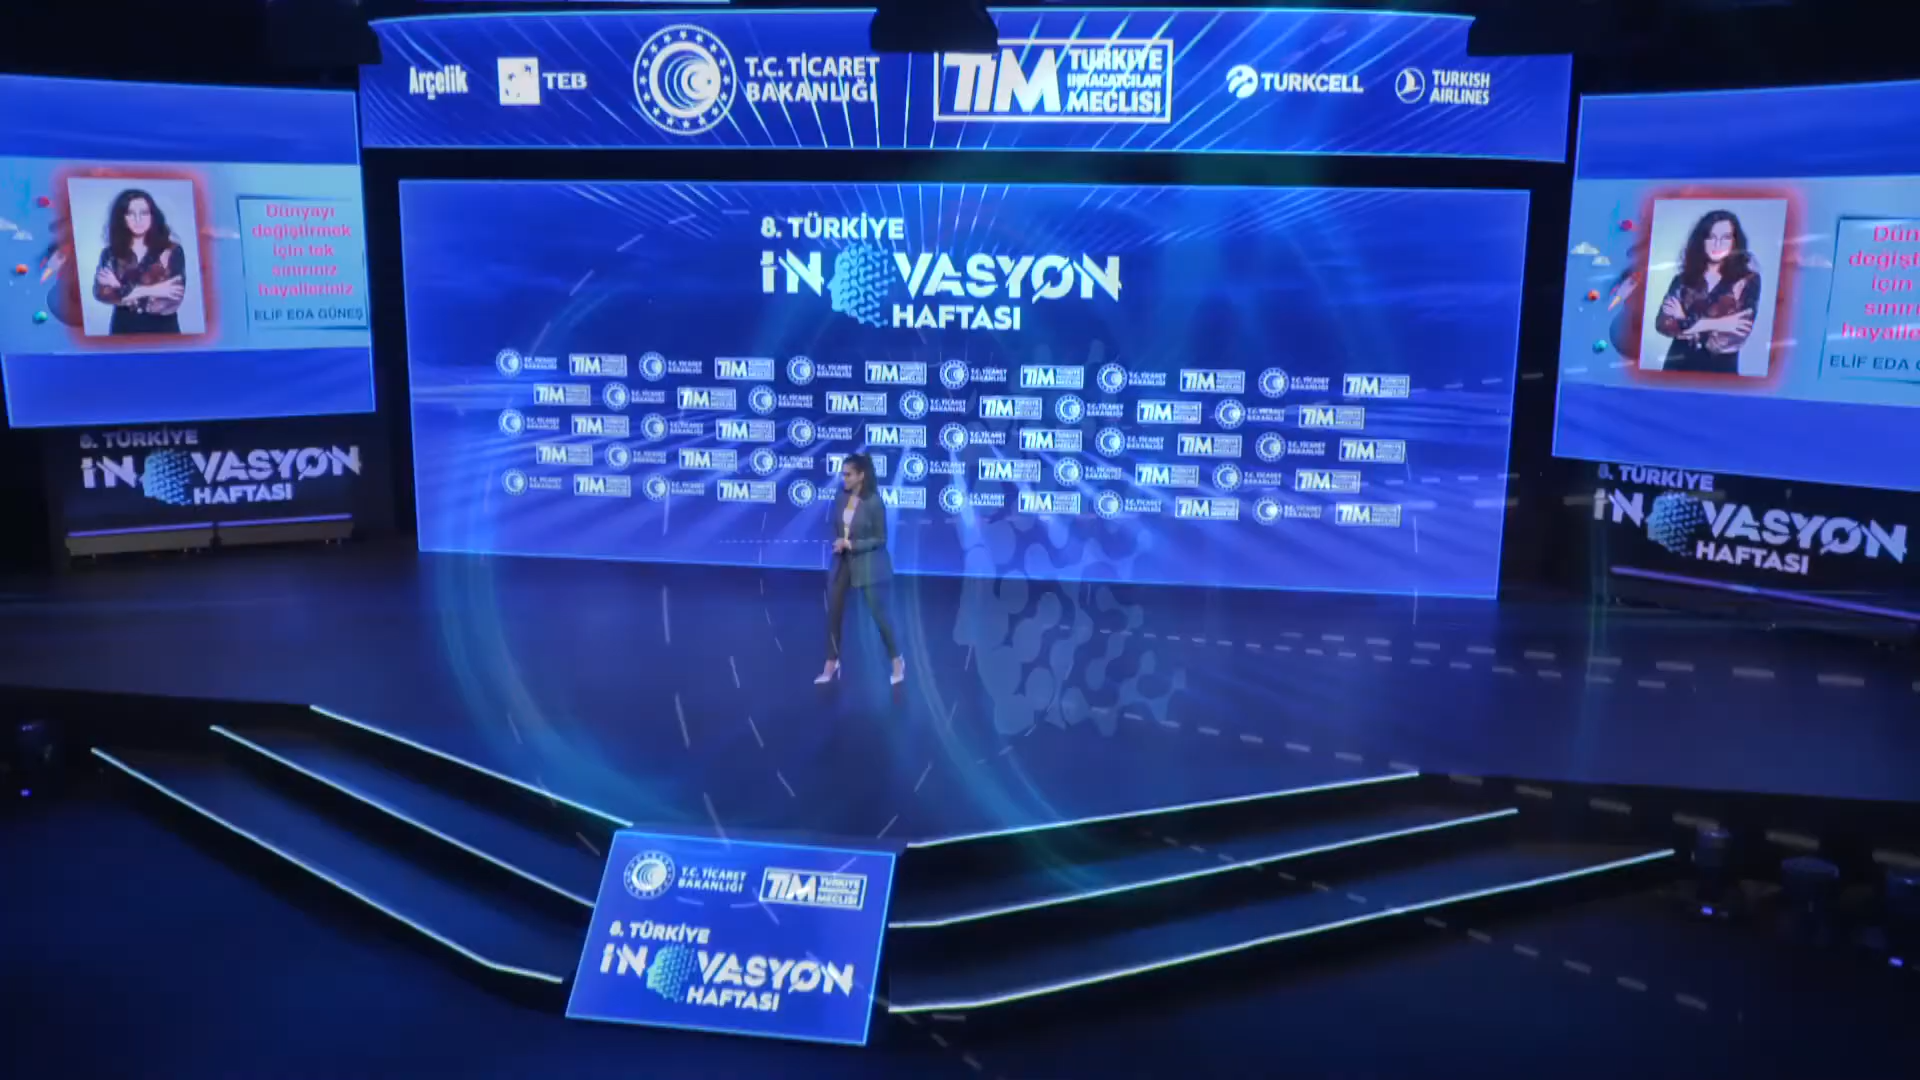 Arçelik
TEB
T.C. TİCARET
BAKANLIĞI
TİM
TÜRKİYE
İHRACATÇILAR
MECLİSİ
TURKCELL
TURKISH
AIRLINES
Dünyayı
değiştirmek
için tek
sınırınız
hayalleriniz
ELİF EDA GÜNEŞ
8. TÜRKİYE
İNOVASYON
HAFTASI
8. TÜRKİYE
İNOVASYON
HAFTASI
8. TÜRKİYE
İNOVASYON
HAFTASI
T.C. TİCARET
BAKANLIĞI
TİM
TÜRKİYE
MECLİSİ
8. TÜRKİYE
İNOVASYON
HAFTASI